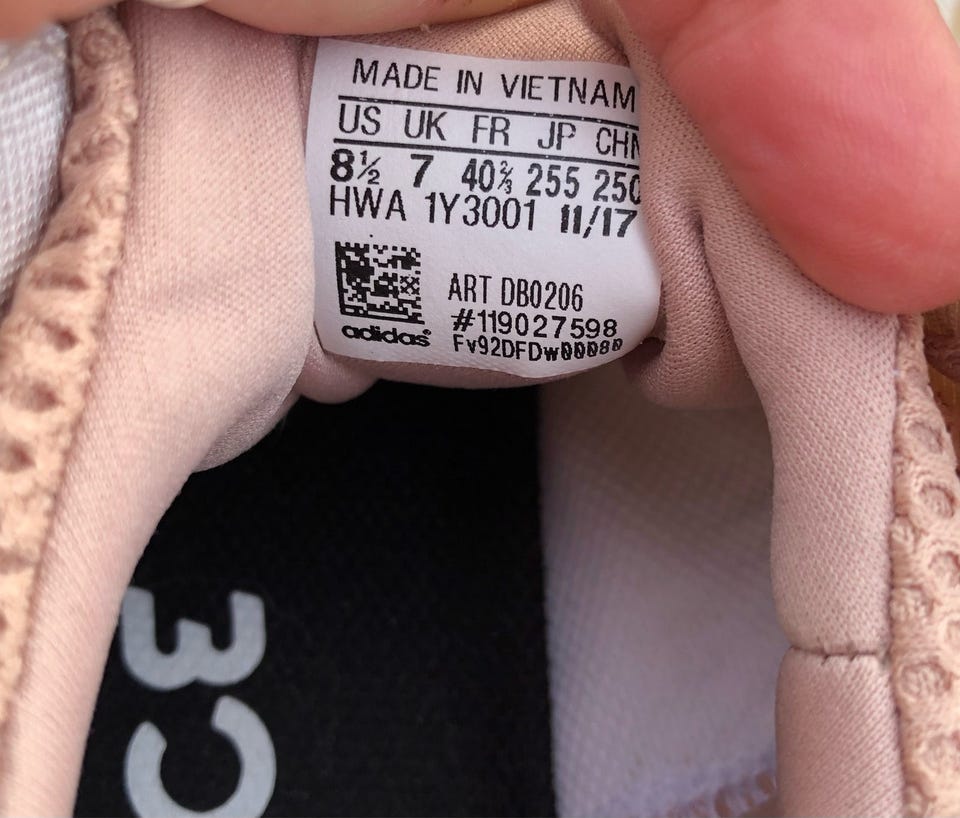 MADE IN VIETNAM
US UK FR JP CHN
8½ 7 40⅔ 255 250
HWA 1Y3001 11/17
ART DB0206
#119027598
adidas
Fv92DFDw00080